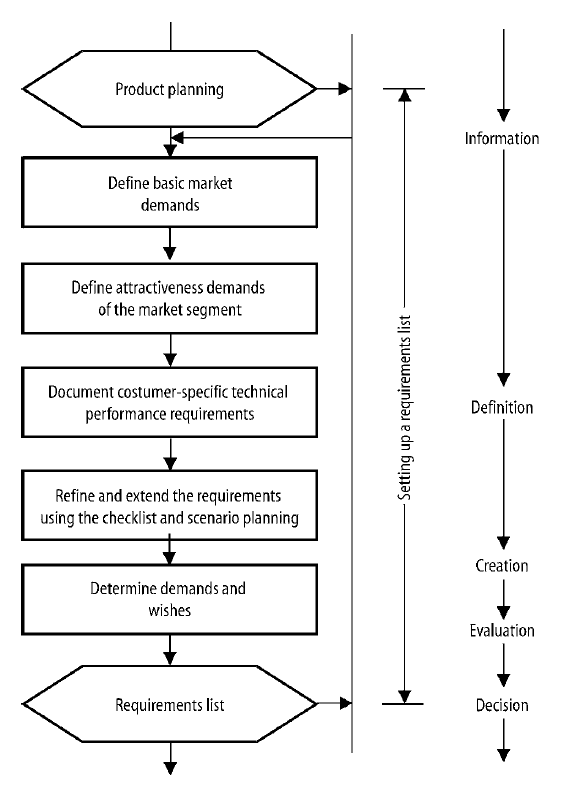 Product planning
Information
Define basic market
demands
Define attractiveness demands
of the market segment
Setting up a requirements list
Document costumer-specific technical
performance requirements
Definition
Refine and extend the requirements
using the checklist and scenario planning
Creation
Determine demands and
wishes
Evaluation
Requirements list
Decision